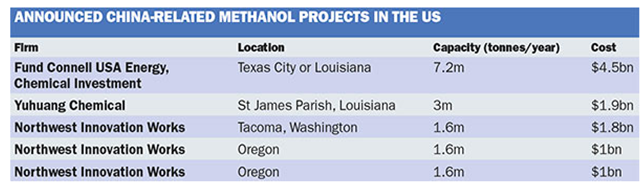 ANNOUNCED CHINA-RELATED METHANOL PROJECTS IN THE US
Firm Location Capacity (tonnes/year) Cost
Fund Connell USA Energy, Texas City or Louisiana 7.2m $4.5bn
Chemical Investment
Yuhuang Chemical St James Parish, Louisiana 3m $1.9bn
Northwest Innovation Works Tacoma, Washington 1.6m $1.8bn
Northwest Innovation Works Oregon 1.6m $1bn
Northwest Innovation Works Oregon 1.6m $1bn